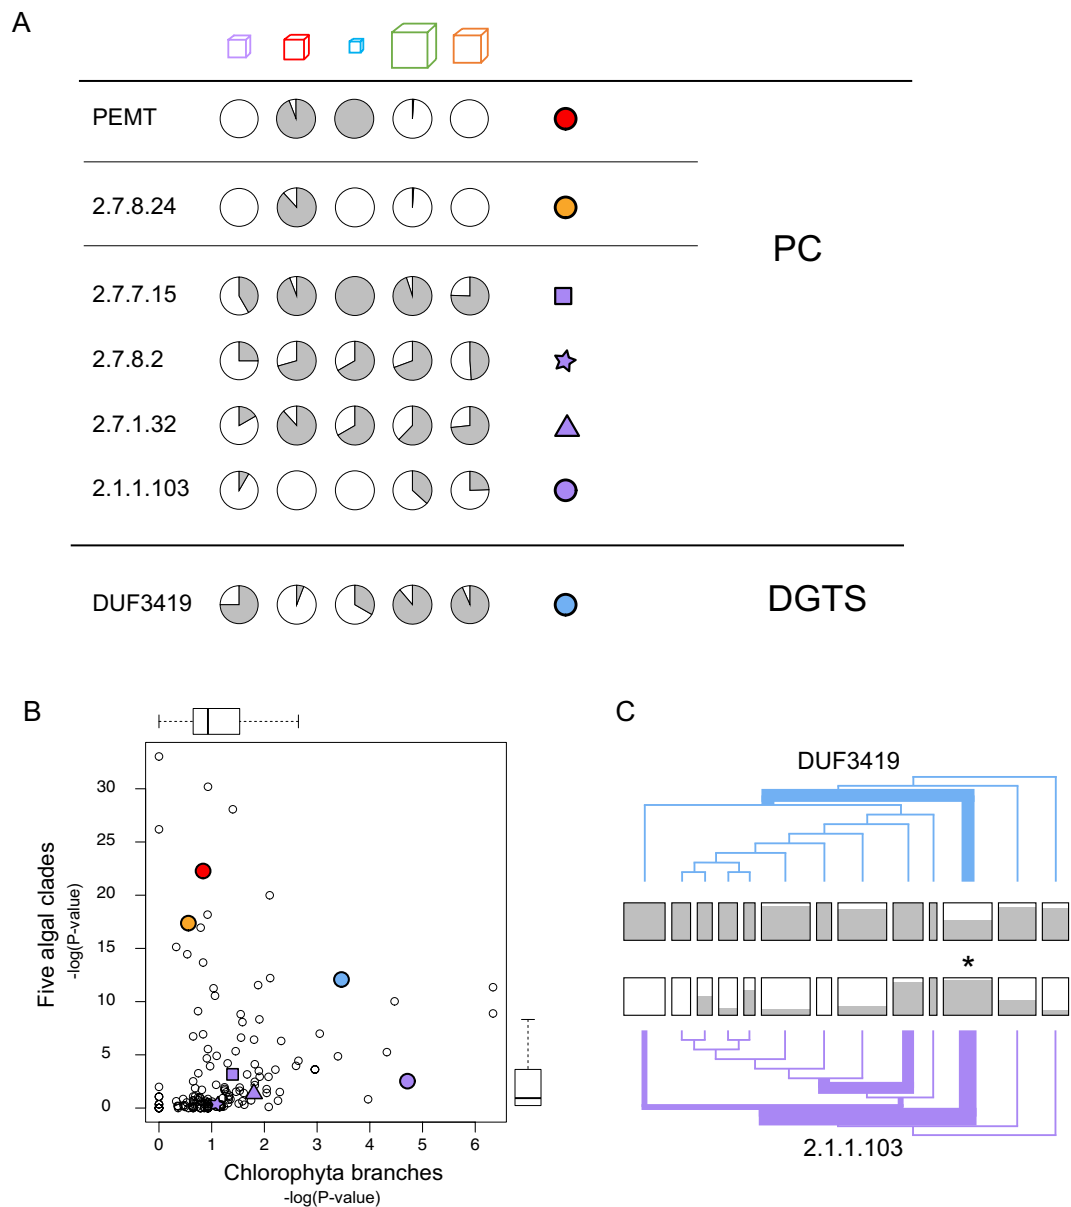 A
PEMT
2.7.8.24
PC
2.7.7.15
2.7.8.2
2.7.1.32
2.1.1.103
DUF3419
DGTS
B
C
DUF3419
30
25
20
15
10
5
0
Five algal clades
-log(P-value)
*
0 1 2 3 4 5 6
Chlorophyta branches
-log(P-value)
2.1.1.103